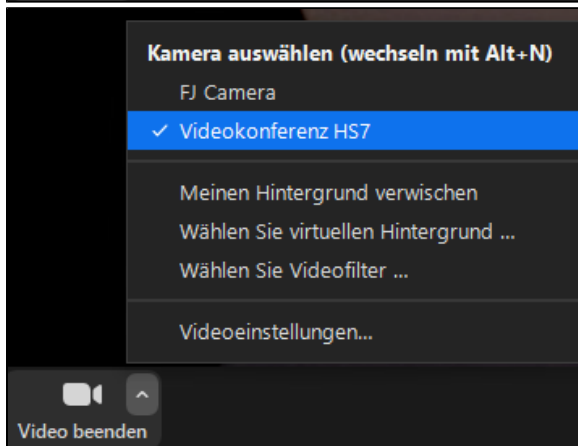 Kamera auswählen (wechseln mit Alt+N)
FJ Camera
Videokonferenz HS7
Meinen Hintergrund verwischen
Wählen Sie virtuellen Hintergrund ...
Wählen Sie Videofilter ...
Videoeinstellungen...
Video beenden